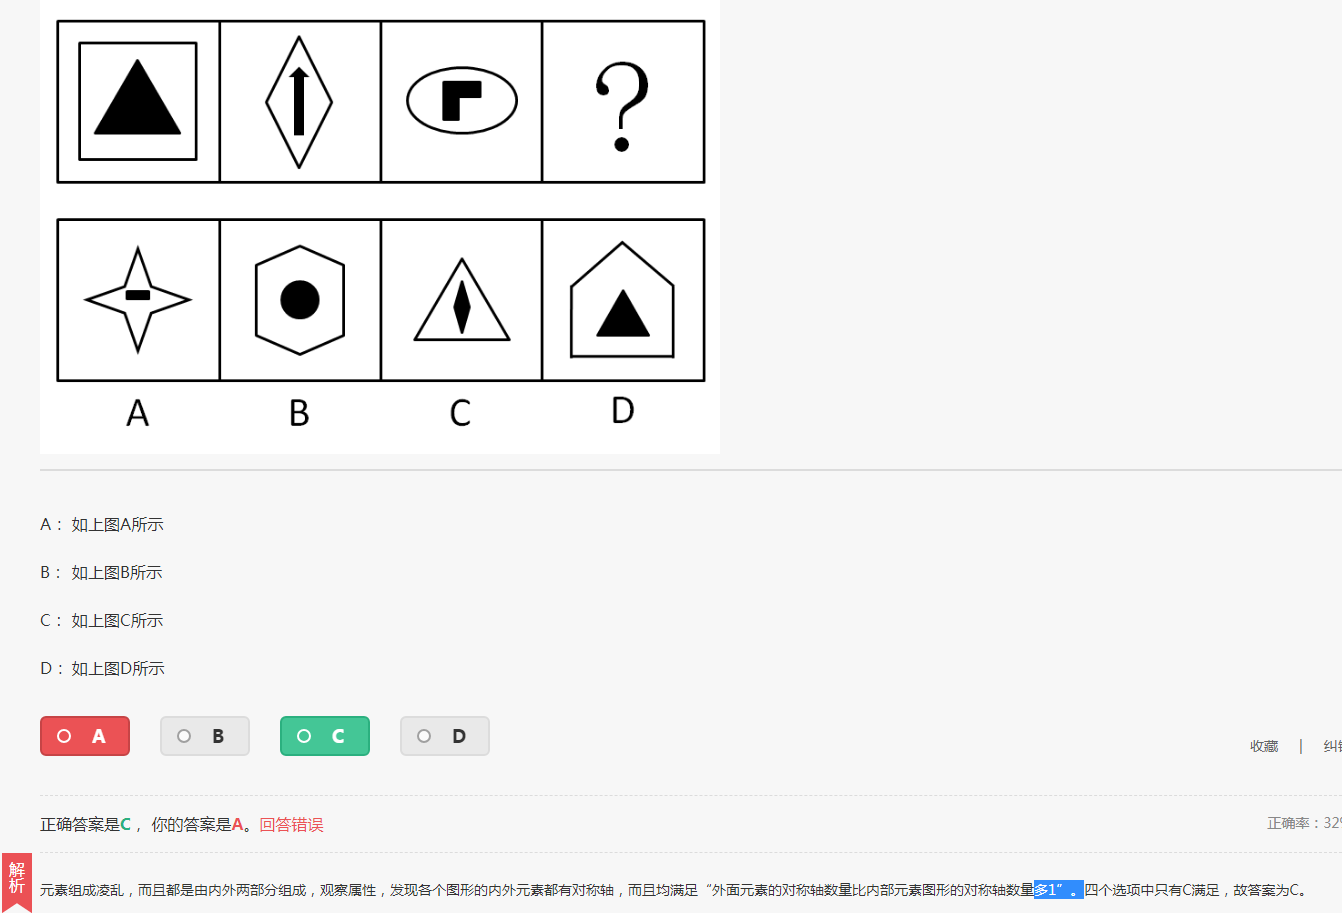 ?
A B C D
A： 如上图A所示
B： 如上图B所示
C： 如上图C所示
D： 如上图D所示
A B C D
收藏 | 纠
正确答案是C， 你的答案是A。回答错误
正确率：32
解析
元素组成凌乱，而且都是由内外两部分组成，观察属性，发现各个图形的内外元素都有对称轴，而且均满足“外面元素的对称轴数量比内部元素图形的对称轴数量多1”。四个选项中只有C满足，故答案为C。